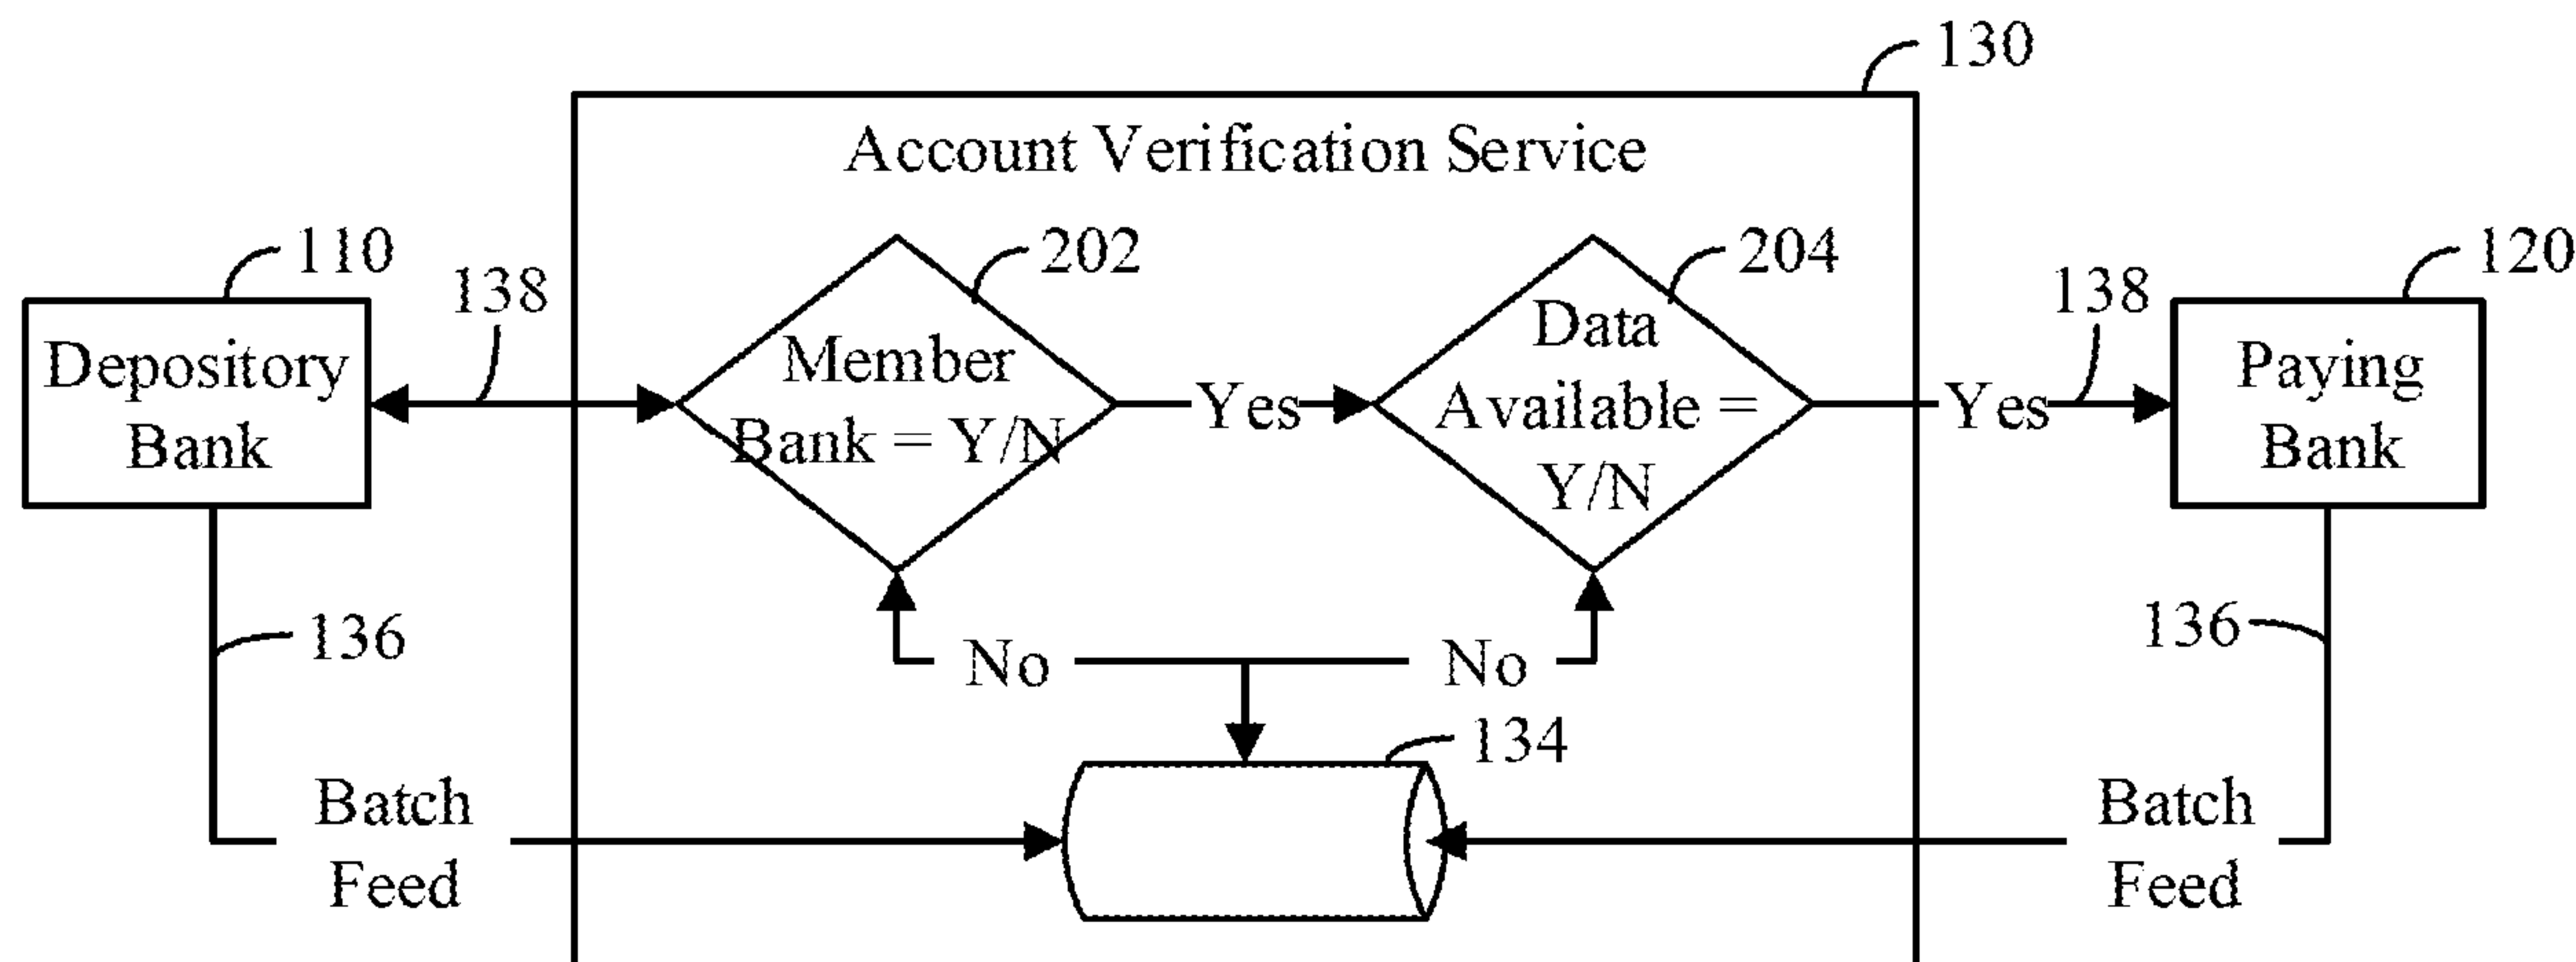 130
Account Verification Service
110
138
202
204
138
120
Depository
Bank
Member
Bank = Y/N
Yes
Data
Available =
Y/N
Yes
Paying
Bank
136
No
No
136
134
Batch
Feed
Batch
Feed